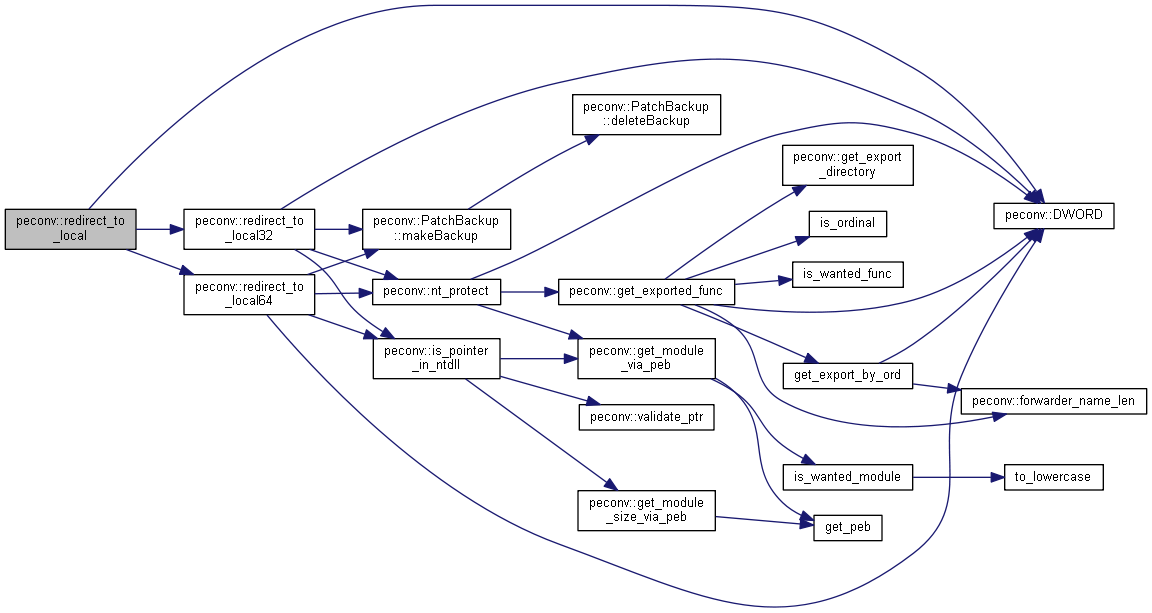 peconv::redirect_to
_local
peconv::redirect_to
_local32
peconv::redirect_to
_local64
peconv::PatchBackup
::makeBackup
peconv::nt_protect
peconv::is_pointer
_in_ntdll
peconv::PatchBackup
::deleteBackup
peconv::get_exported_func
peconv::get_module
_via_peb
peconv::validate_ptr
peconv::get_module
_size_via_peb
peconv::get_export
_directory
is_ordinal
is_wanted_func
get_export_by_ord
is_wanted_module
get_peb
peconv::DWORD
peconv::forwarder_name_len
to_lowercase